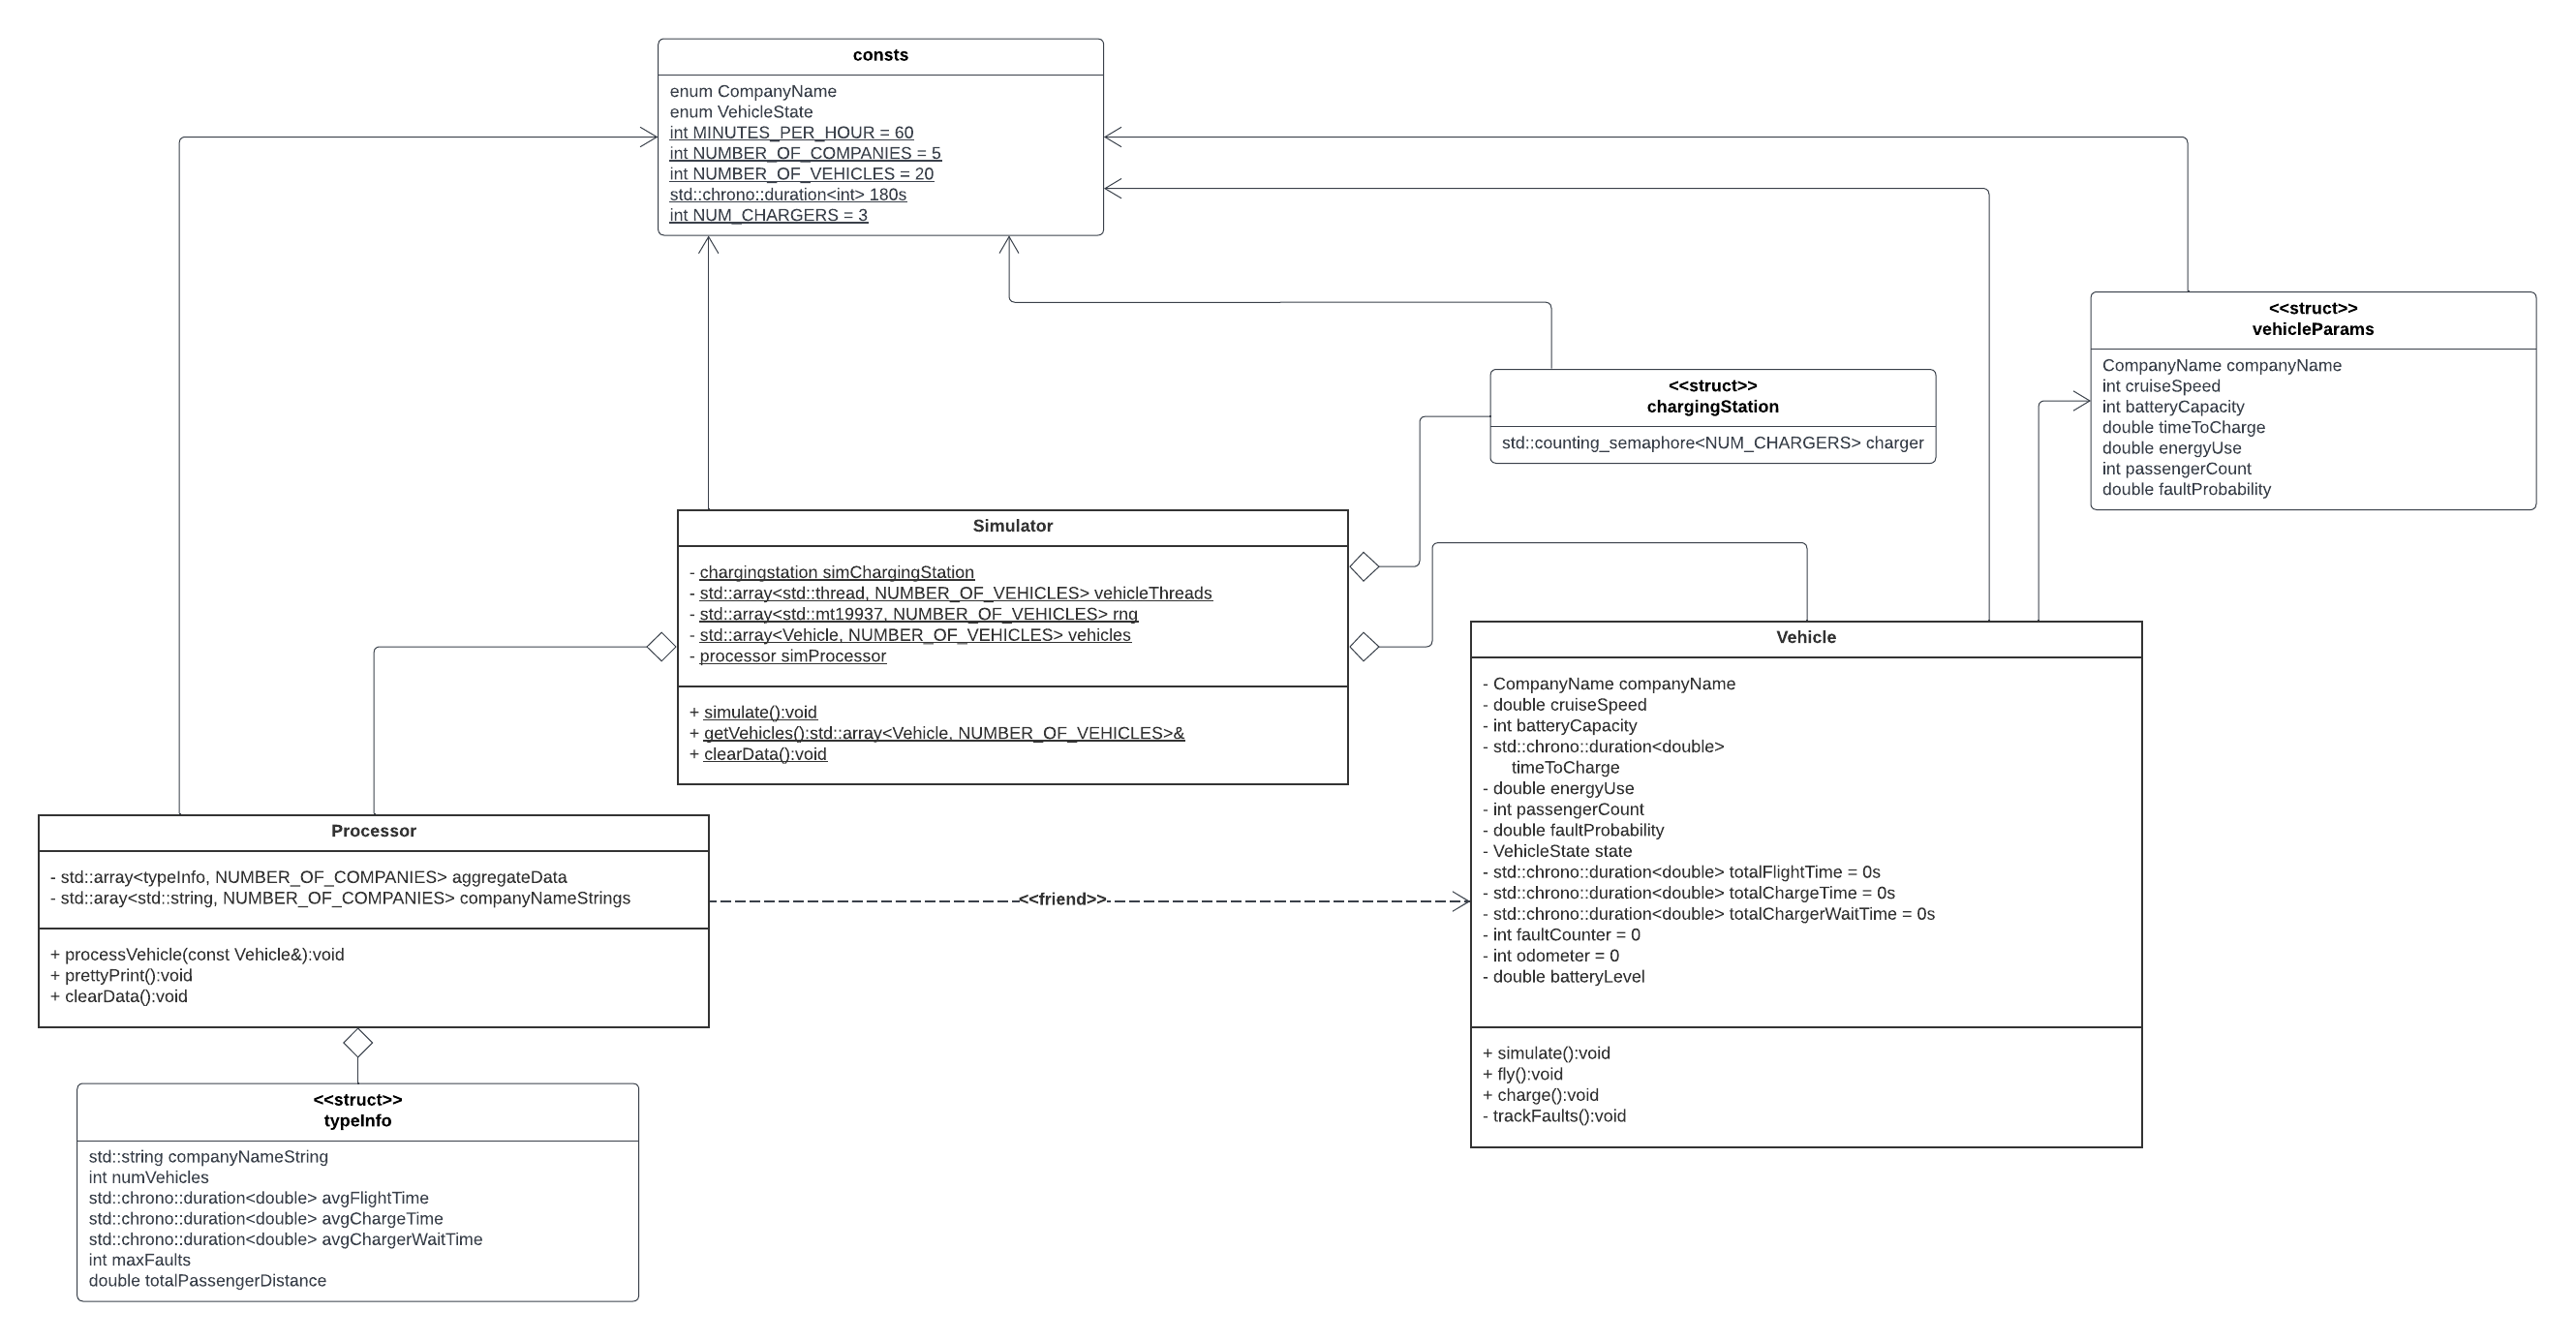 consts
enum CompanyName
enum VehicleState
int MINUTES_PER_HOUR = 60
int NUMBER_OF_COMPANIES = 5
int NUMBER_OF_VEHICLES = 20
std::chrono::duration<int> 180s
int NUM_CHARGERS = 3
<<struct>>
vehicleParams
CompanyName companyName
int cruiseSpeed
int batteryCapacity
double timeToCharge
double energyUse
int passengerCount
double faultProbability
<<struct>>
chargingStation
std::counting_semaphore<NUM_CHARGERS> charger
Simulator
- chargingstation simChargingStation
- std::array<std::thread, NUMBER_OF_VEHICLES> vehicleThreads
- std::array<std::mt19937, NUMBER_OF_VEHICLES> rng
- std::array<Vehicle, NUMBER_OF_VEHICLES> vehicles
- processor simProcessor
+ simulate():void
+ getVehicles():std::array<Vehicle, NUMBER_OF_VEHICLES>&
+ clearData():void
Vehicle
- CompanyName companyName
- double cruiseSpeed
- int batteryCapacity
- std::chrono::duration<double>
timeToCharge
- double energyUse
- int passengerCount
- double faultProbability
- VehicleState state
- std::chrono::duration<double> totalFlightTime = 0s
- std::chrono::duration<double> totalChargeTime = 0s
- std::chrono::duration<double> totalChargerWaitTime = 0s
- int faultCounter = 0
- int odometer = 0
- double batteryLevel
+ simulate():void
+ fly():void
+ charge():void
- trackFaults():void
Processor
- std::array<typeInfo, NUMBER_OF_COMPANIES> aggregateData
- std::aray<std::string, NUMBER_OF_COMPANIES> companyNameStrings
+ processVehicle(const Vehicle&):void
+ prettyPrint():void
+ clearData():void
<<friend>>
<<struct>>
typeInfo
std::string companyNameString
int numVehicles
std::chrono::duration<double> avgFlightTime
std::chrono::duration<double> avgChargeTime
std::chrono::duration<double> avgChargerWaitTime
int maxFaults
double totalPassengerDistance